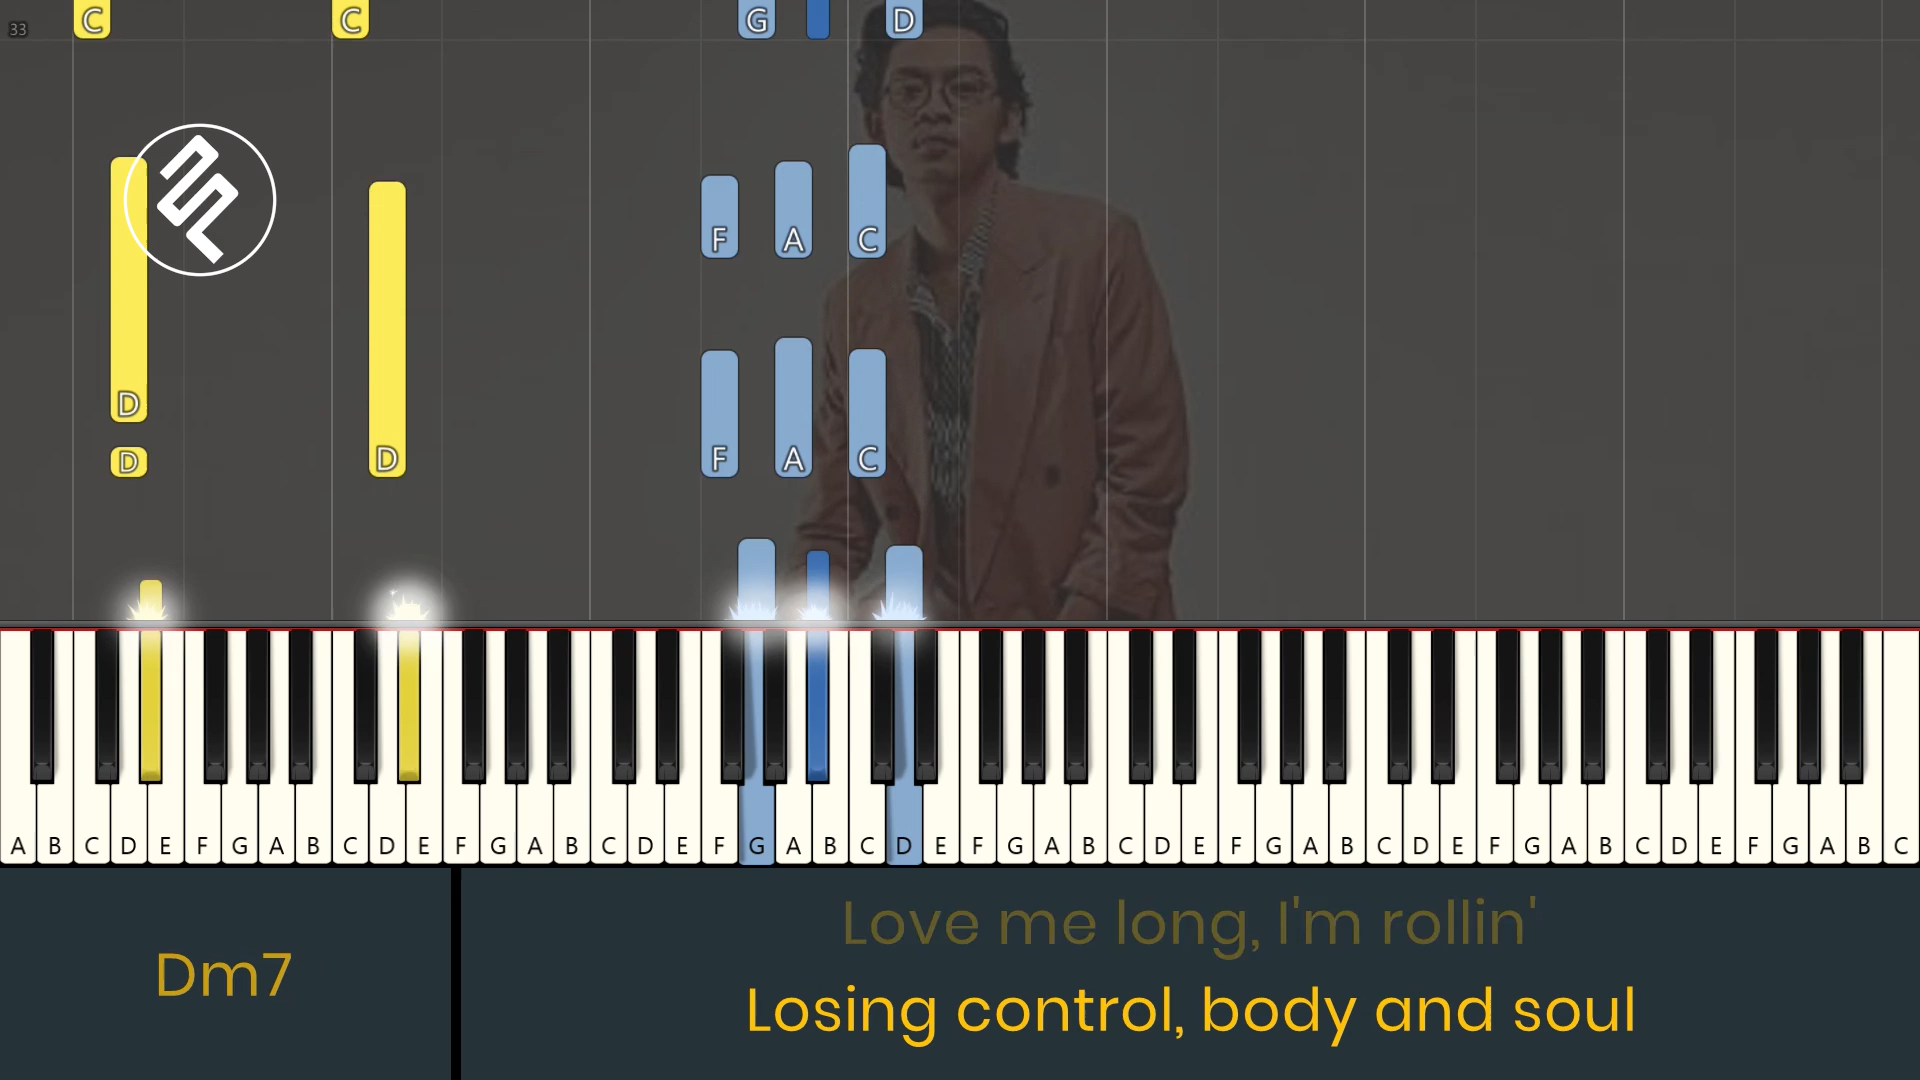 C C G D
33
F A C
D F A C
D D
A B C D E F G A B C D E F G A B C D E F G A B C D E F G A B C D E F G A B C D E F G A B C D E F G A B C
Love me long, I'm rollin'
Dm7
Losing control, body and soul